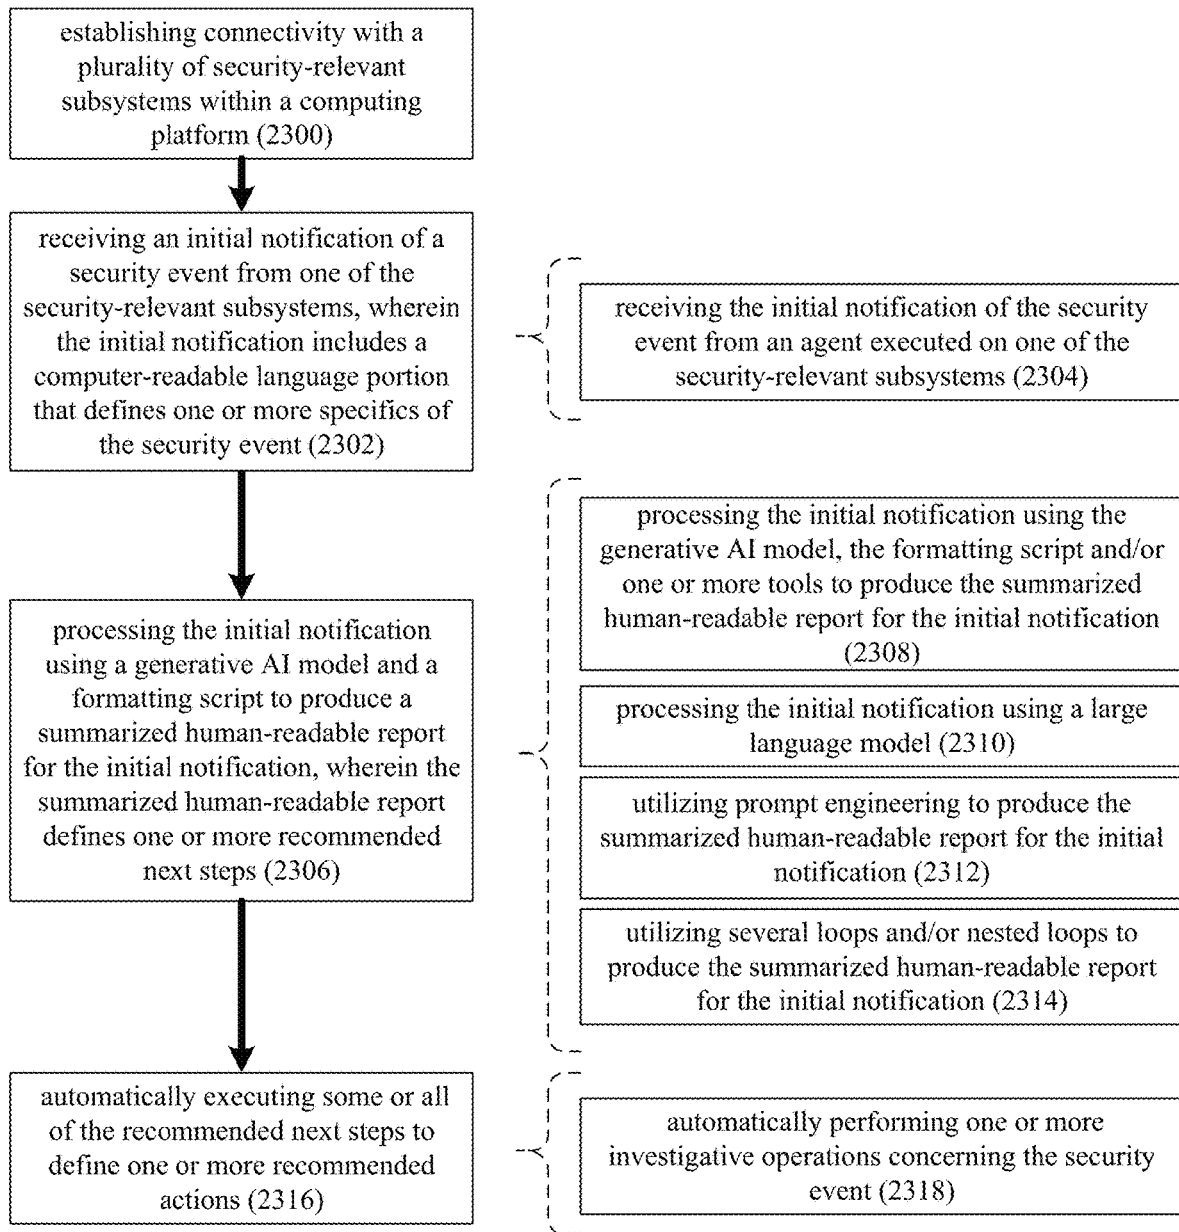 establishing connectivity with a
plurality of security-relevant
subsystems within a computing
platform (2300)
receiving an initial notification of a
security event from one of the
security-relevant subsystems, wherein
the initial notification includes a
computer-readable language portion
that defines one or more specifics of
the security event (2302)
receiving the initial notification of the security
event from an agent executed on one of the
security-relevant subsystems (2304)
processing the initial notification
using a generative AI model and a
formatting script to produce a
summarized human-readable report
for the initial notification, wherein the
summarized human-readable report
defines one or more recommended
next steps (2306)
processing the initial notification using the
generative AI model, the formatting script and/or
one or more tools to produce the summarized
human-readable report for the initial notification
(2308)
processing the initial notification using a large
language model (2310)
utilizing prompt engineering to produce the
summarized human-readable report for the initial
notification (2312)
utilizing several loops and/or nested loops to
produce the summarized human-readable report
for the initial notification (2314)
automatically executing some or all
of the recommended next steps to
define one or more recommended
actions (2316)
automatically performing one or more
investigative operations concerning the security
event (2318)